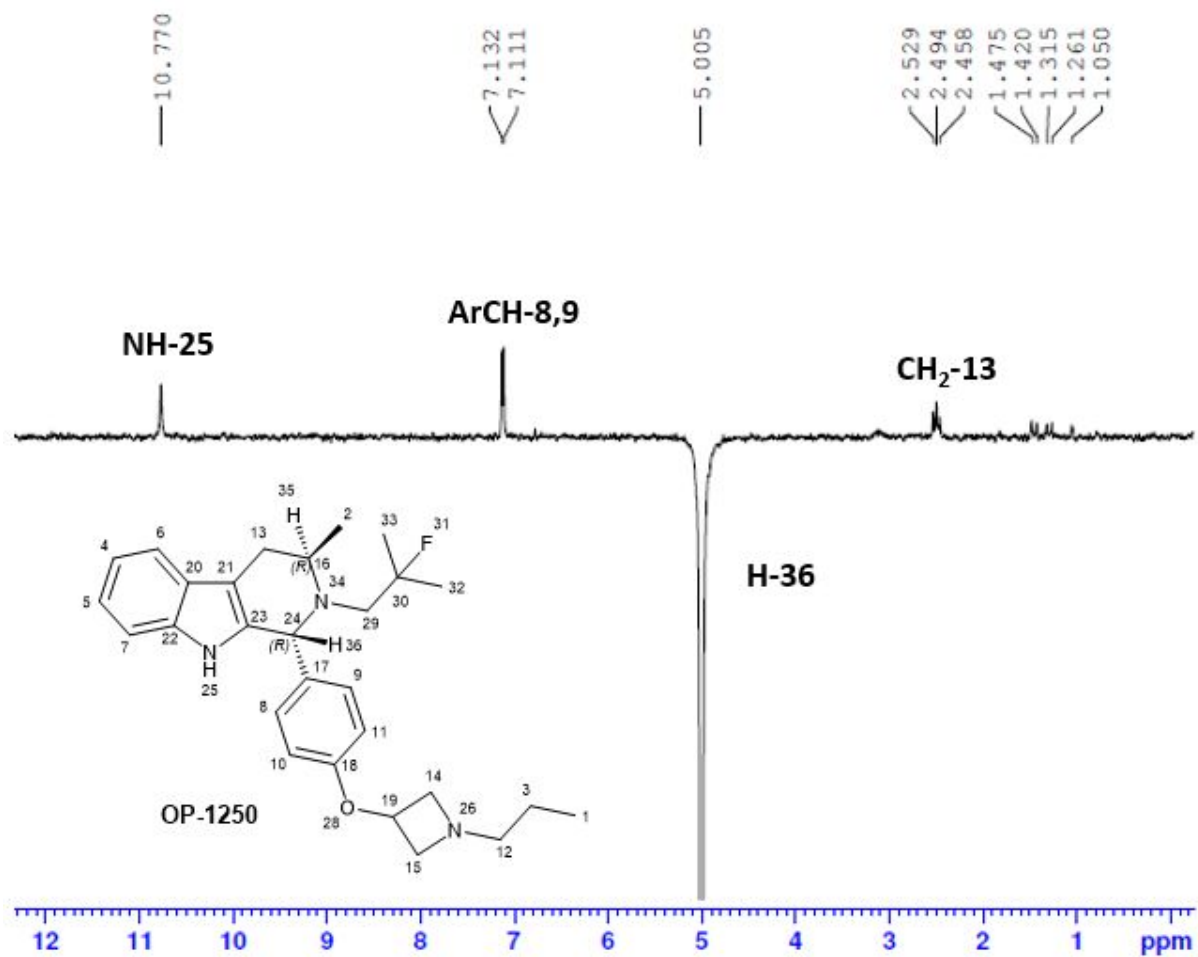 10.770
7.132
7.111
5.005
2.529
2.494
2.458
1.475
1.420
1.315
1.261
1.050
NH-25
ArCH-8,9
CH₂-13
H-36
35
H
2
33
31
F
6
13
4
16
(R)
32
20
21
34
N
30
5
23
24
29
22
(R)
H
36
7
N
H
25
17
9
8
11
10
18
14
3
OP-1250
19
26
1
O
28
N
12
15
12 11 10 9 8 7 6 5 4 3 2 1 ppm